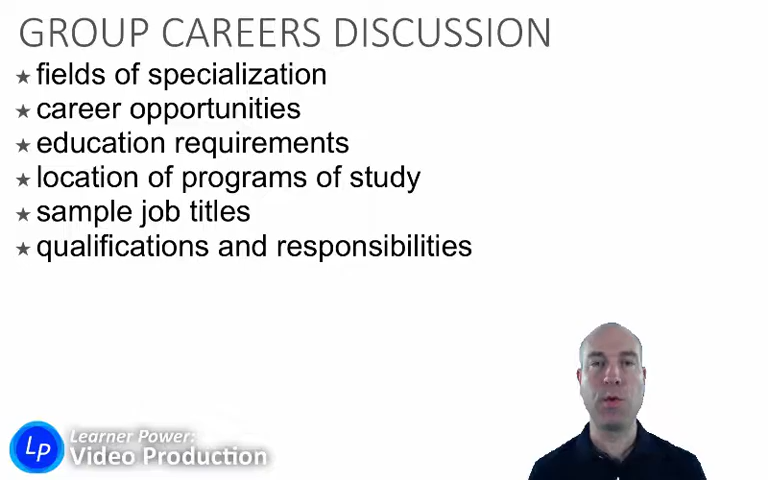 GROUP CAREERS DISCUSSION
★ fields of specialization
★ career opportunities
★ education requirements
★ location of programs of study
★ sample job titles
★ qualifications and responsibilities
Lp
Learner Power:
Video Production